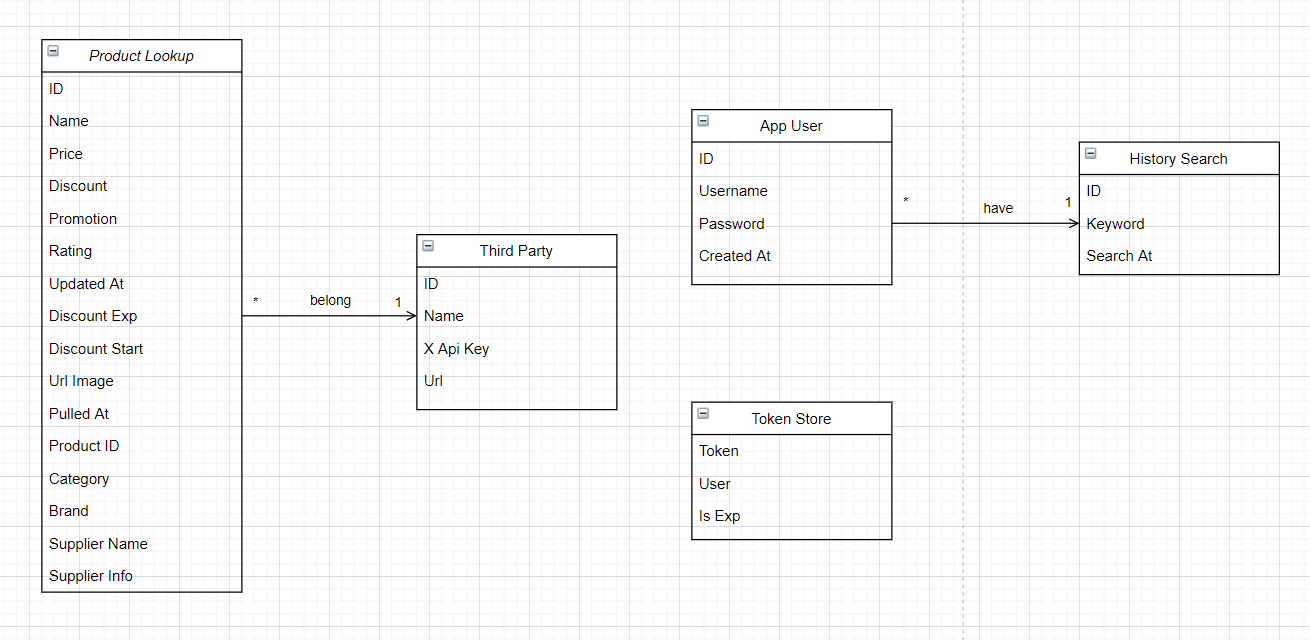 Product Lookup
ID
Name
Price
Discount
Promotion
Rating
Updated At
Discount Exp
Discount Start
Url Image
Pulled At
Product ID
Category
Brand
Supplier Name
Supplier Info
* belong 1
Third Party
ID
Name
X Api Key
Url
App User
ID
Username
Password
Created At
* have 1
History Search
ID
Keyword
Search At
Token Store
Token
User
Is Exp